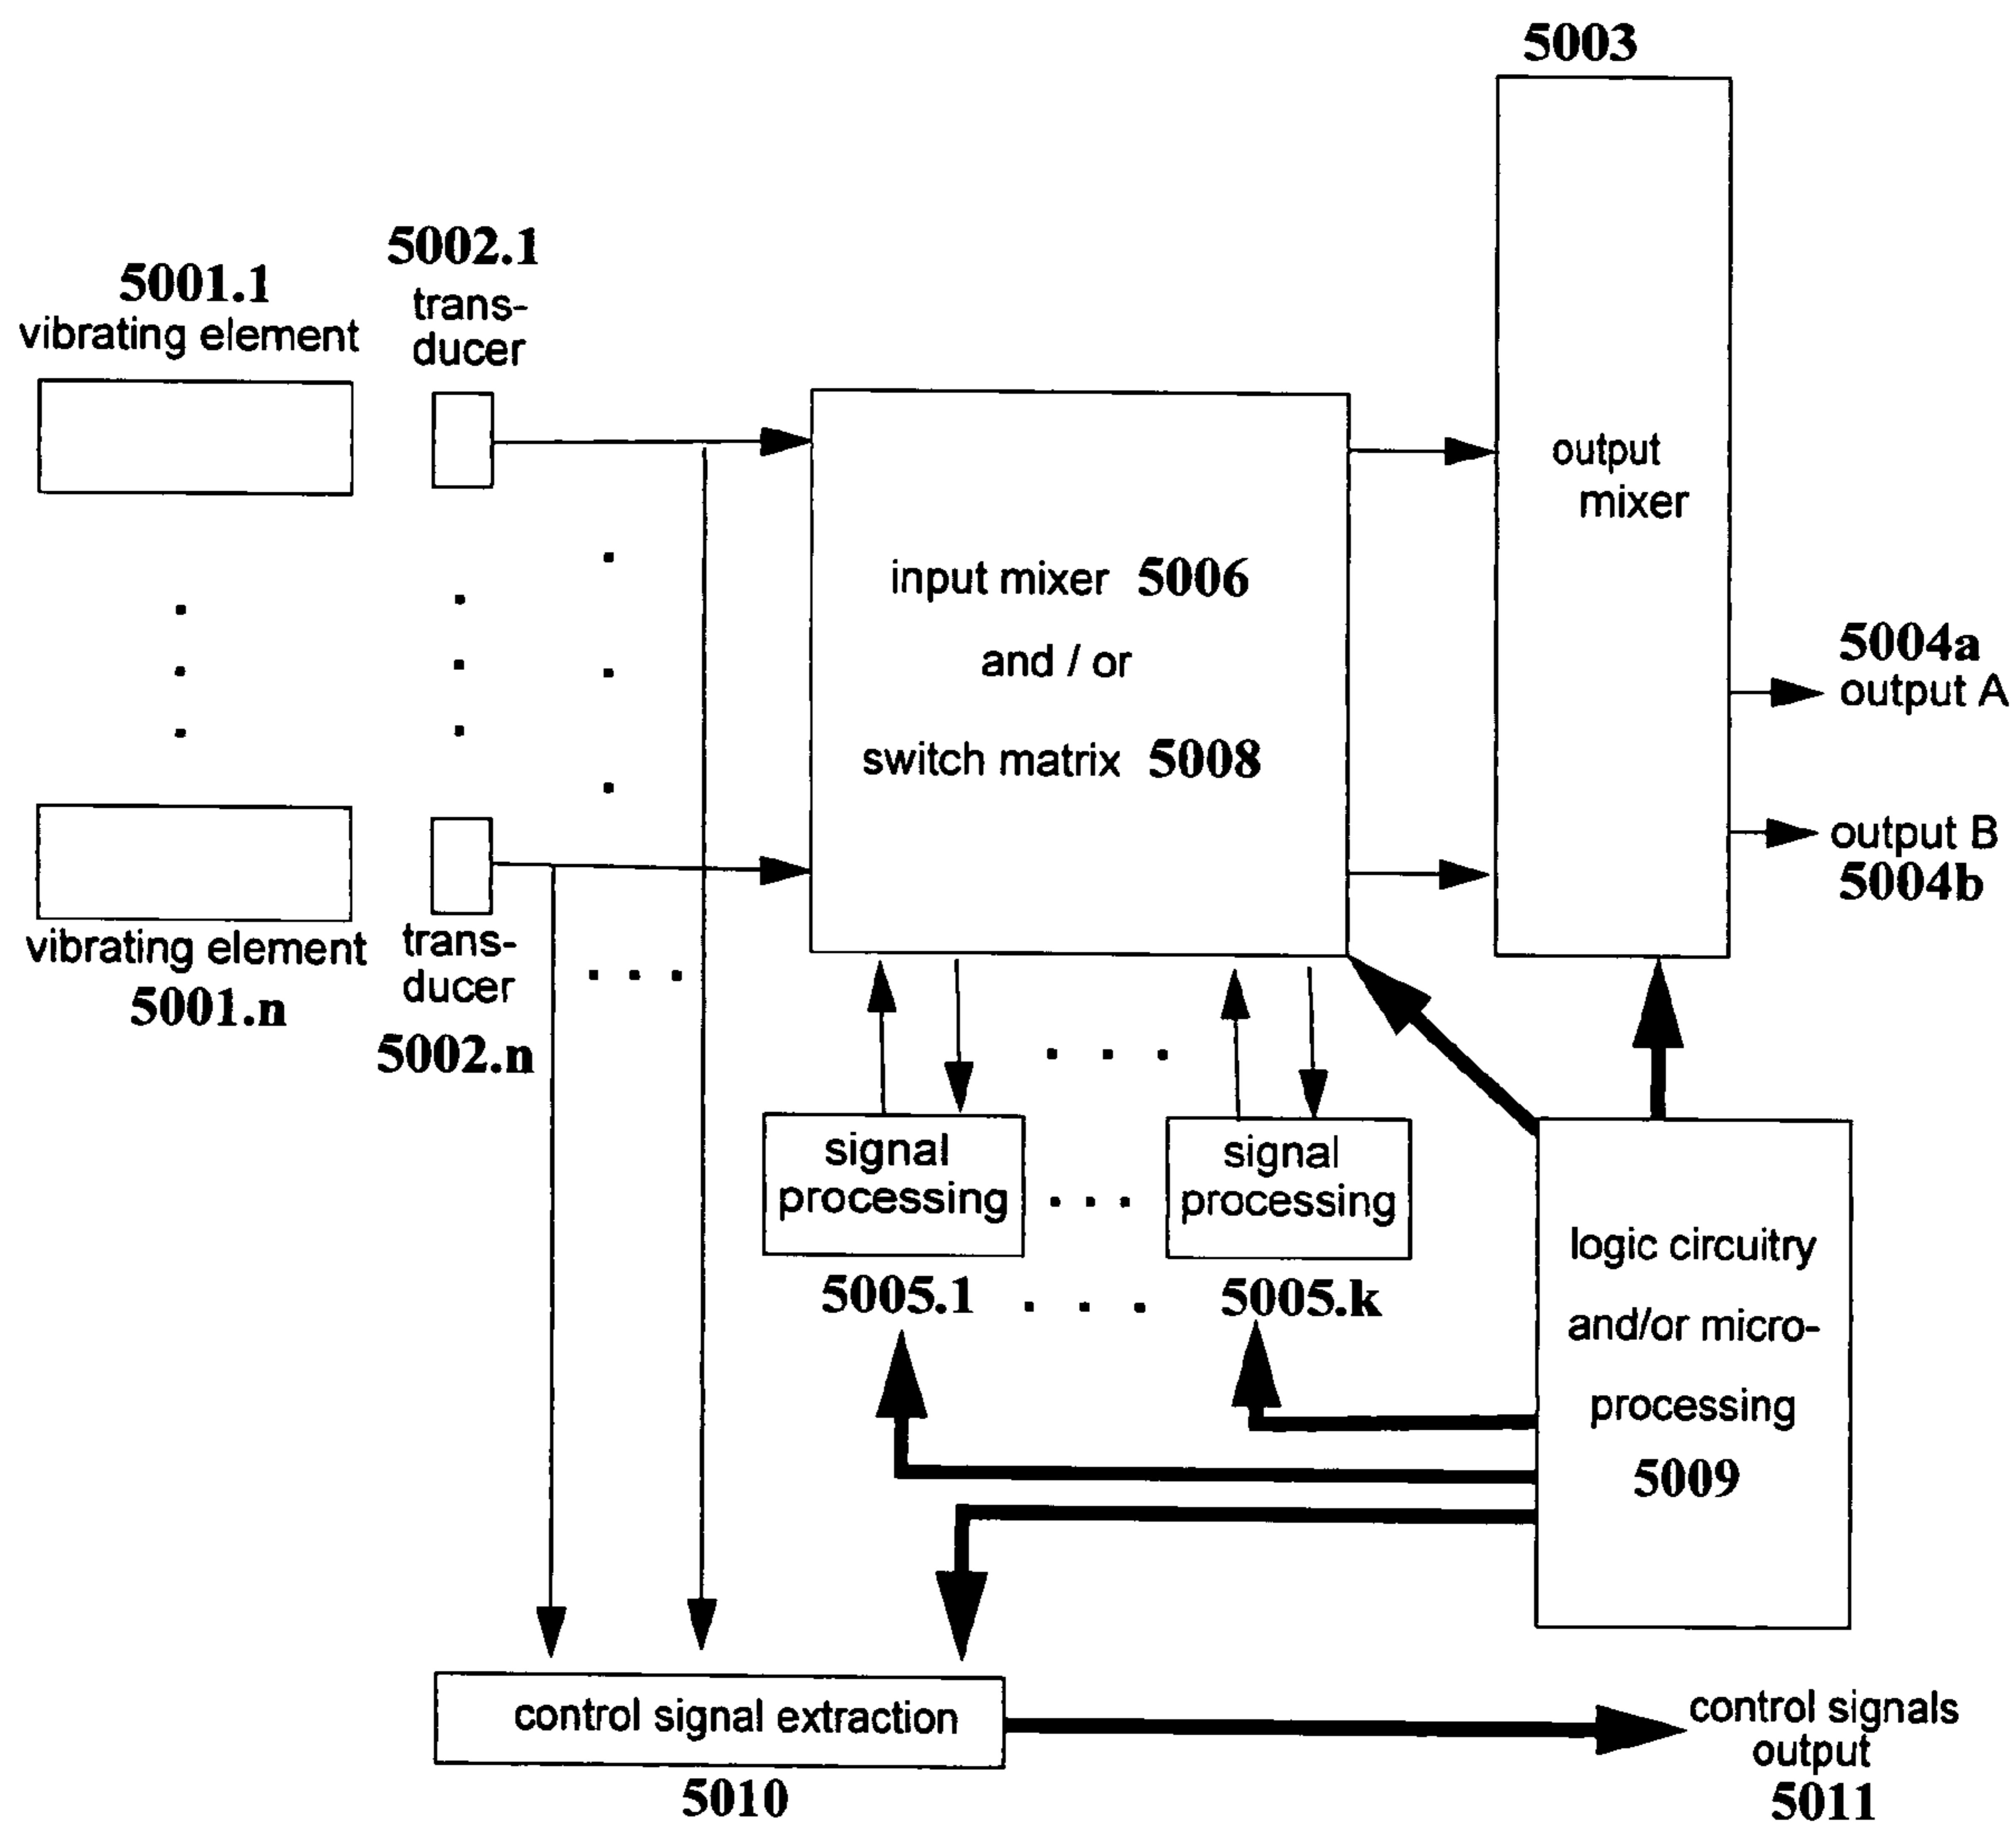 5003
5002.1
trans-
ducer
5001.1
vibrating element
output
mixer
input mixer 5006
and / or
switch matrix 5008
5004a
output A
output B
5004b
vibrating element
5001.n
trans-
ducer
5002.n
signal
processing
5005.1
signal
processing
5005.k
logic circuitry
and/or micro-
processing
5009
control signal extraction
5010
control signals
output
5011